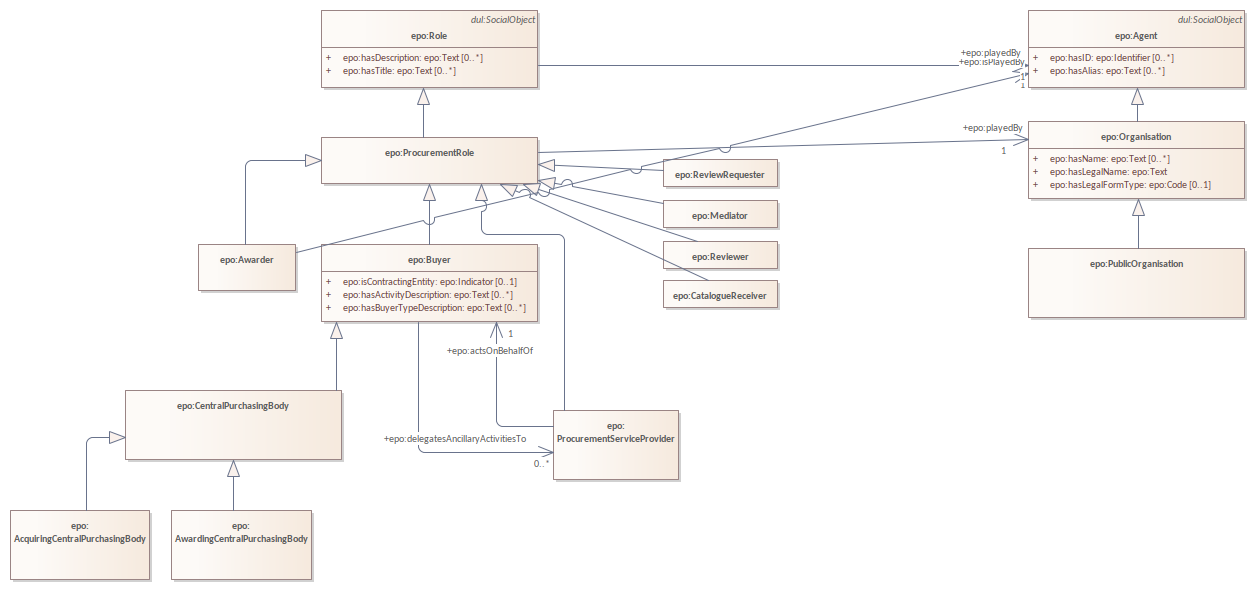 dul:SocialObject
epo:Role
+ epo:hasDescription: epo:Text [0..*]
+ epo:hasTitle: epo:Text [0..*]
dul:SocialObject
epo:Agent
+ epo:hasID: epo:Identifier [0..*]
+ epo:hasAlias: epo:Text [0..*]
+epo:playedBy
+epo:isPlayedBy
1
1
epo:ProcurementRole
+epo:playedBy
1
epo:Organisation
+ epo:hasName: epo:Text [0..*]
+ epo:hasLegalName: epo:Text
+ epo:hasLegalFormType: epo:Code [0..1]
epo:ReviewRequester
epo:Mediator
epo:Reviewer
epo:CatalogueReceiver
epo:Awarder
epo:Buyer
+ epo:isContractingEntity: epo:Indicator [0..1]
+ epo:hasActivityDescription: epo:Text [0..*]
+ epo:hasBuyerTypeDescription: epo:Text [0..*]
epo:PublicOrganisation
1
+epo:actsOnBehalfOf
epo:CentralPurchasingBody
epo:
ProcurementServiceProvider
+epo:delegatesAncillaryActivitiesTo
0..*
epo:
AcquiringCentralPurchasingBody
epo:
AwardingCentralPurchasingBody